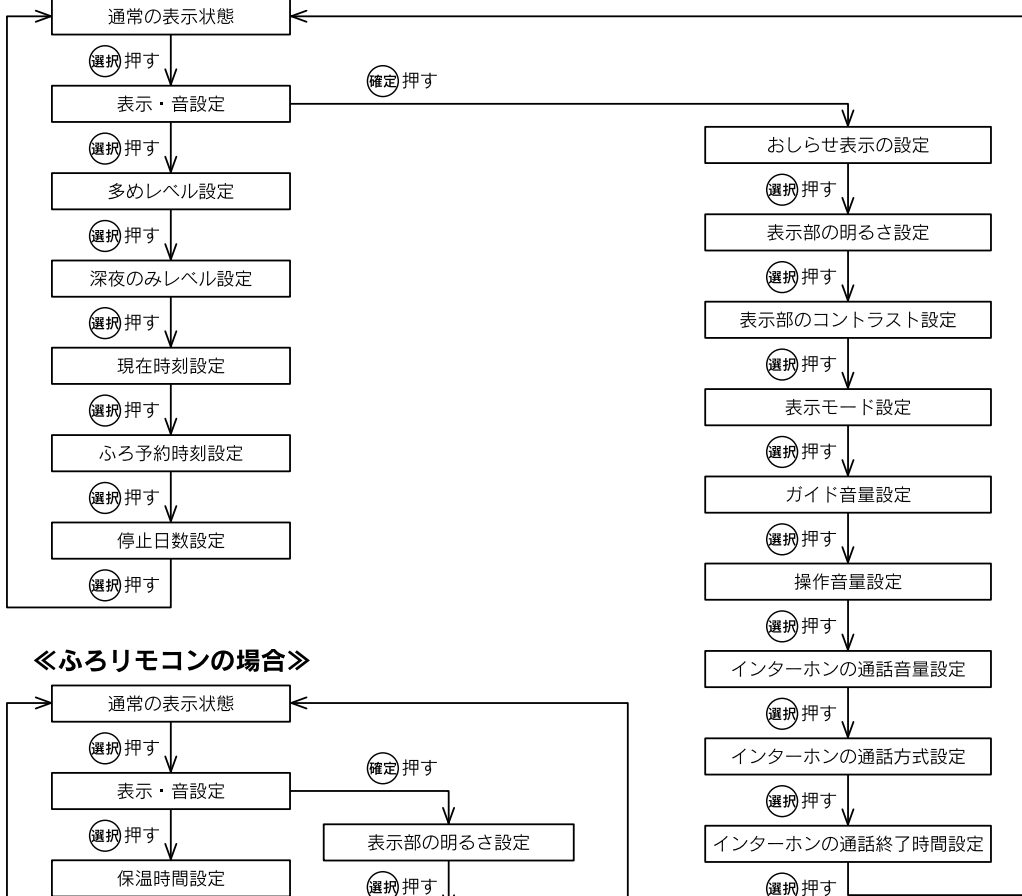 通常の表示状態
選択 押す
表示・音設定
選択 押す
多めレベル設定
選択 押す
深夜のみレベル設定
選択 押す
現在時刻設定
選択 押す
ふろ予約時刻設定
選択 押す
停止日数設定
選択 押す
確定 押す
おしらせ表示の設定
選択 押す
表示部の明るさ設定
選択 押す
表示部のコントラスト設定
選択 押す
表示モード設定
選択 押す
ガイド音量設定
選択 押す
操作音量設定
選択 押す
インターホンの通話音量設定
選択 押す
インターホンの通話方式設定
選択 押す
インターホンの通話終了時間設定
選択 押す
≪ふろリモコンの場合≫
通常の表示状態
選択 押す
表示・音設定
選択 押す
保温時間設定
確定 押す
表示部の明るさ設定
選択 押す